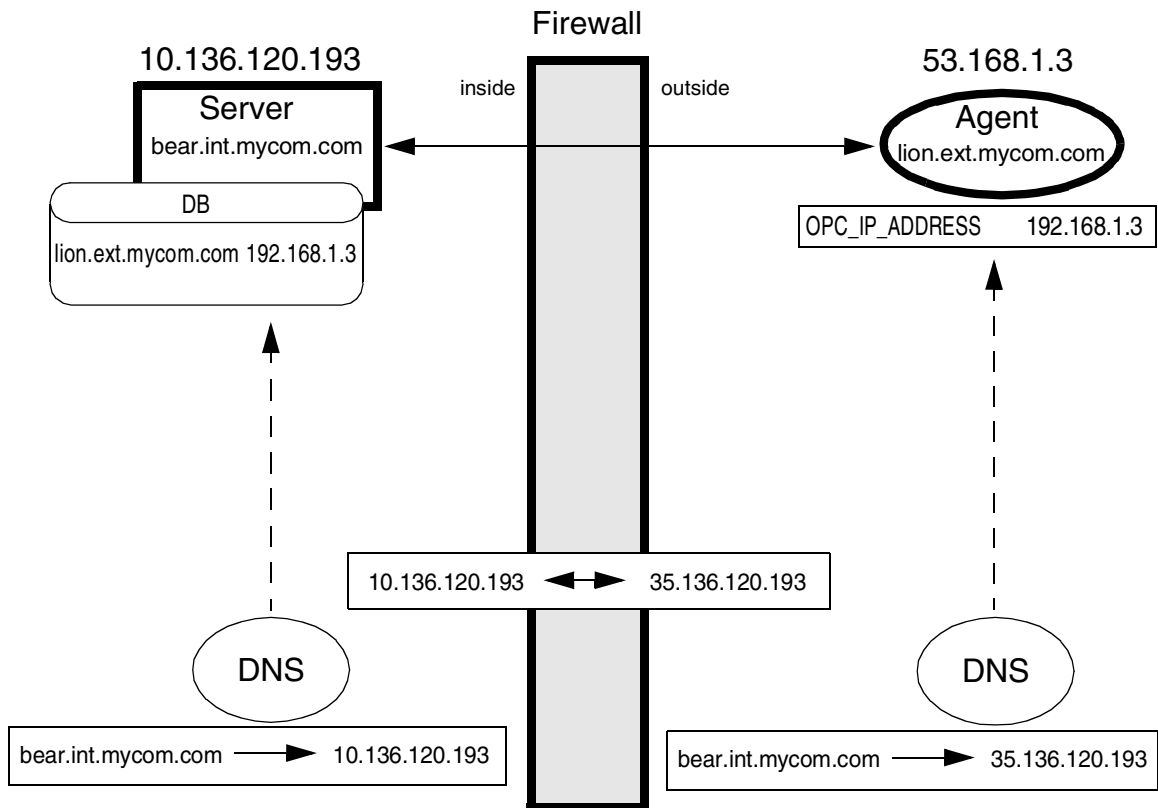 Firewall
10.136.120.193
53.168.1.3
inside
outside
Server
bear.int.mycom.com
Agent
lion.ext.mycom.com
DB
lion.ext.mycom.com 192.168.1.3
OPC_IP_ADDRESS 192.168.1.3
10.136.120.193 35.136.120.193
DNS
DNS
bear.int.mycom.com 10.136.120.193
bear.int.mycom.com 35.136.120.193